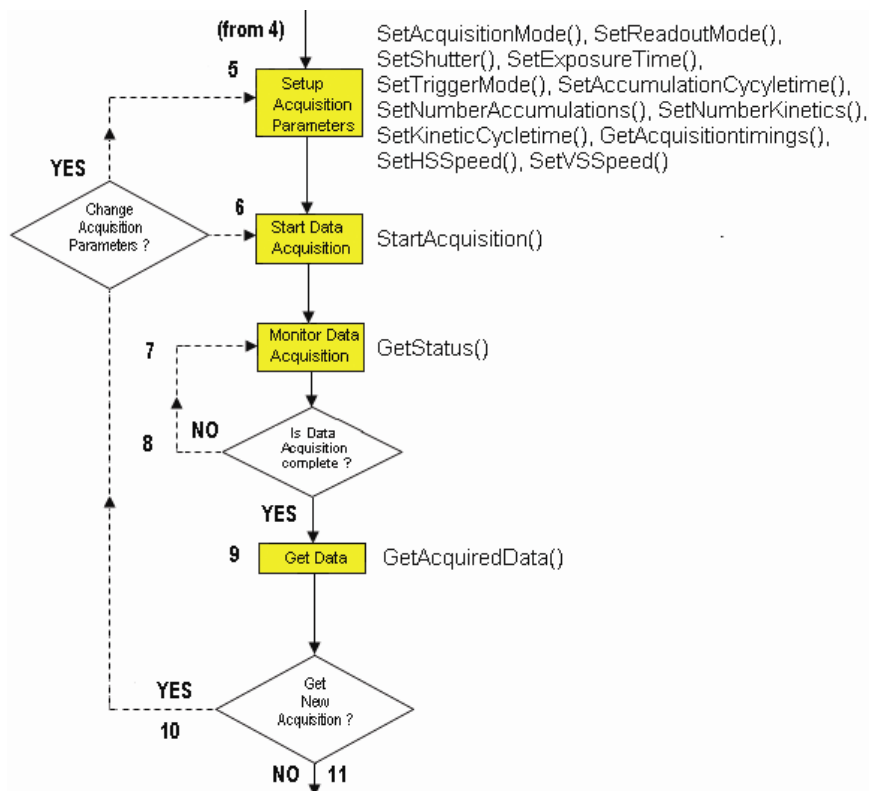 (from 4)
SetAcquisitionMode(), SetReadoutMode(),
SetShutter(), SetExposureTime(),
SetTriggerMode(), SetAccumulationCycyletime(),
SetNumberAccumulations(), SetNumberKinetics(),
SetKineticCycletime(), GetAcquisitiontimings(),
SetHSSpeed(), SetVSSpeed()
5
Setup
Acquisition
Parameters
YES
Change
Acquisition
Parameters ?
6
Start Data
Acquisition
StartAcquisition()
7
Monitor Data
Acquisition
GetStatus()
8
NO
Is Data
Acquisition
complete ?
YES
9
Get Data
GetAcquiredData()
YES
10
Get
New
Acquisition ?
NO
11